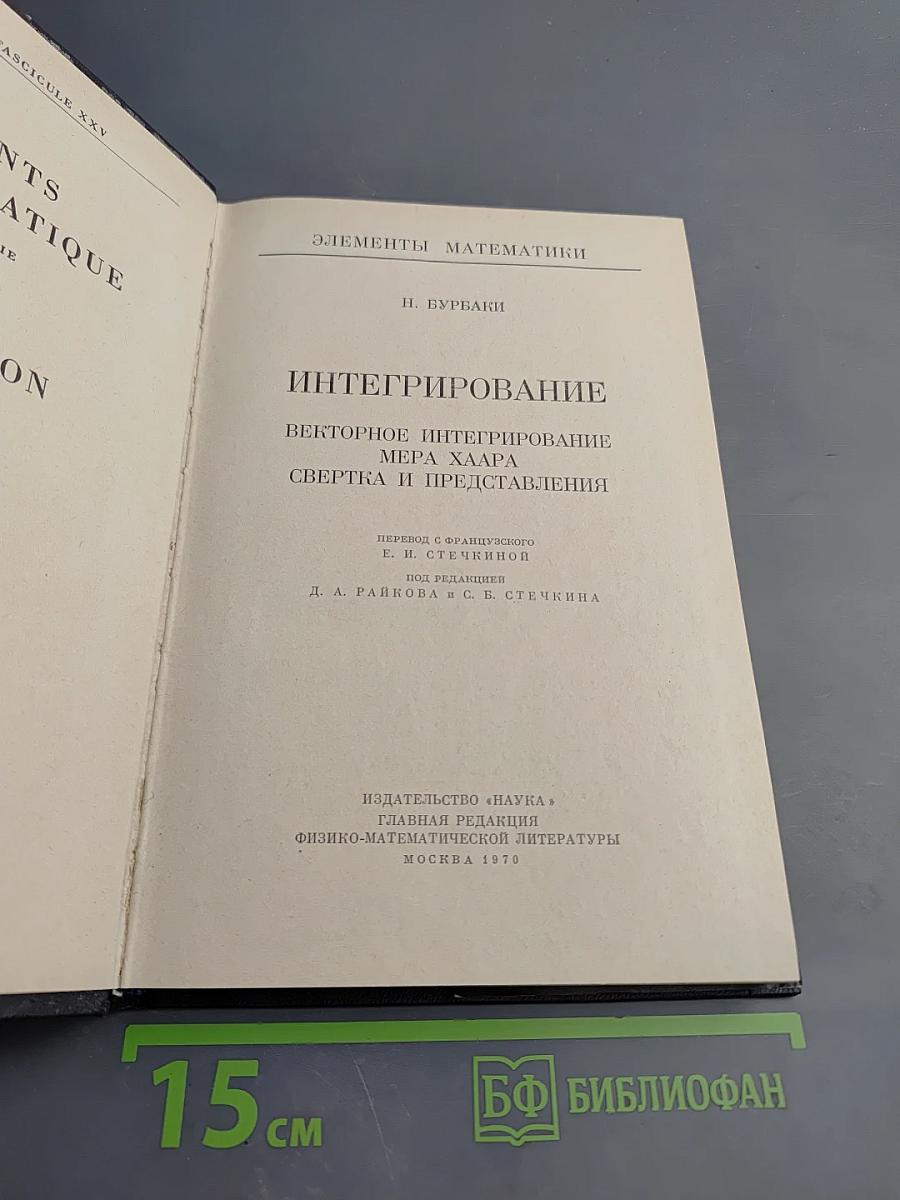 FASCICULE XXV
NTS
ATIQUE
IE
ON
ЭЛЕМЕНТЫ МАТЕМАТИКИ
Н. БУРБАКИ
ИНТЕГРИРОВАНИЕ
ВЕКТОРНОЕ ИНТЕГРИРОВАНИЕ
МЕРА ХААРА
СВЕРТКА И ПРЕДСТАВЛЕНИЯ
ПЕРЕВОД С ФРАНЦУЗСКОГО
Е. И. СТЕЧКИНОЙ
ПОД РЕДАКЦИЕЙ
Д. А. РАЙКОВА и С. Б. СТЕЧКИНА
ИЗДАТЕЛЬСТВО «НАУКА»
ГЛАВНАЯ РЕДАКЦИЯ
ФИЗИКО-МАТЕМАТИЧЕСКОЙ ЛИТЕРАТУРЫ
МОСКВА 1970
15 см
БФ БИБЛИОФАН